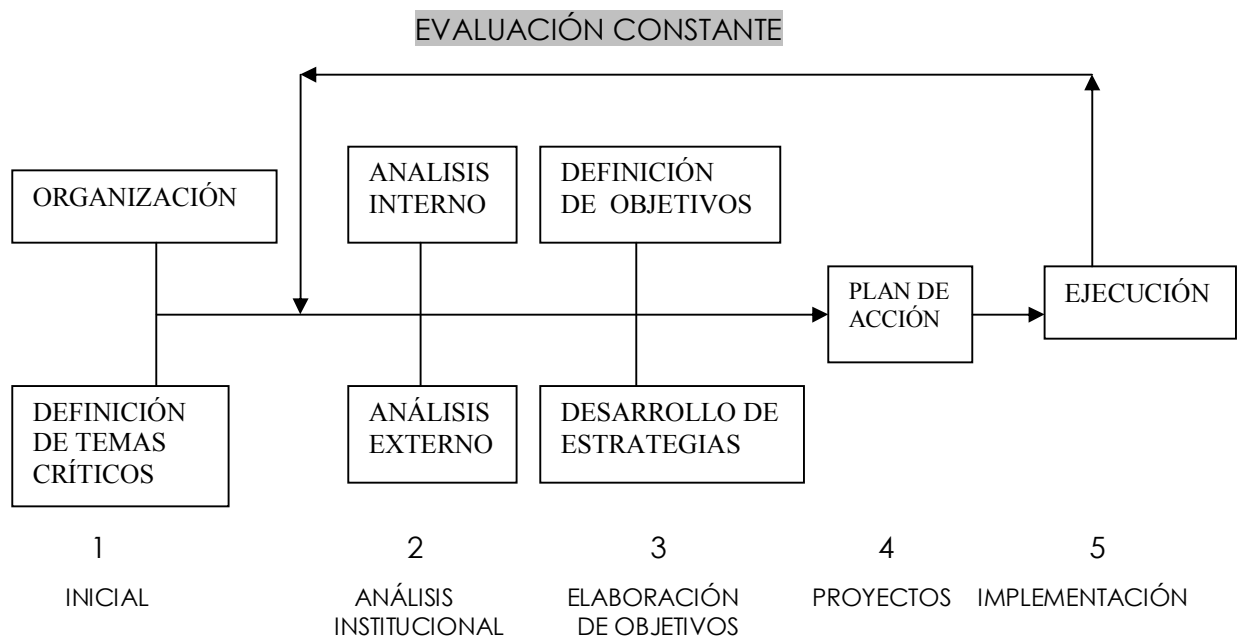 EVALUACIÓN CONSTANTE
ORGANIZACIÓN
DEFINICIÓN
DE TEMAS
CRÍTICOS
ANALISIS
INTERNO
ANÁLISIS
EXTERNO
DEFINICIÓN
DE OBJETIVOS
DESARROLLO DE
ESTRATEGIAS
PLAN DE
ACCIÓN
EJECUCIÓN
1
2
3
4
5
INICIAL
ANÁLISIS
INSTITUCIONAL
ELABORACIÓN
DE OBJETIVOS
PROYECTOS
IMPLEMENTACIÓN